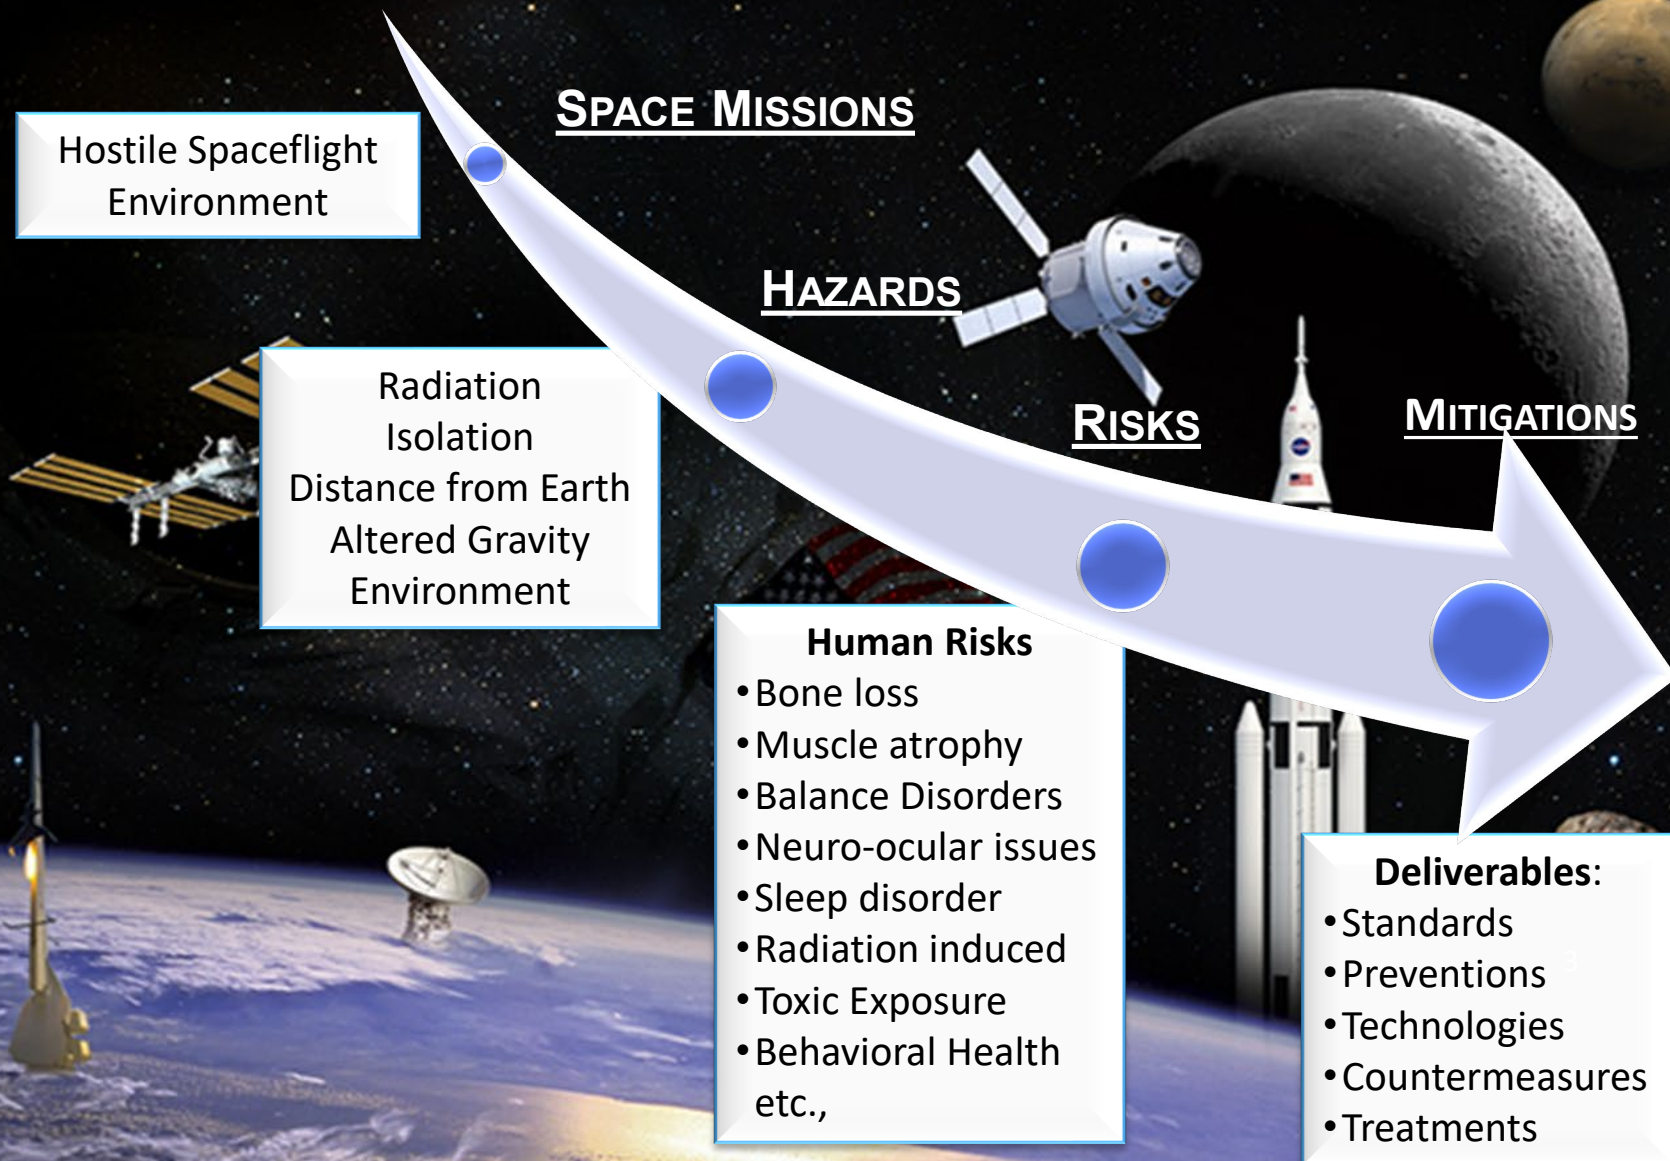 SPACE MISSIONS
Hostile Spaceflight
Environment
HAZARDS
Radiation
Isolation
Distance from Earth
Altered Gravity
Environment
RISKS
Human Risks
•Bone loss
•Muscle atrophy
•Balance Disorders
•Neuro-ocular issues
•Sleep disorder
•Radiation induced
•Toxic Exposure
•Behavioral Health
etc.,
MITIGATIONS
Deliverables:
•Standards
•Preventions
3
•Technologies
•Countermeasures
•Treatments